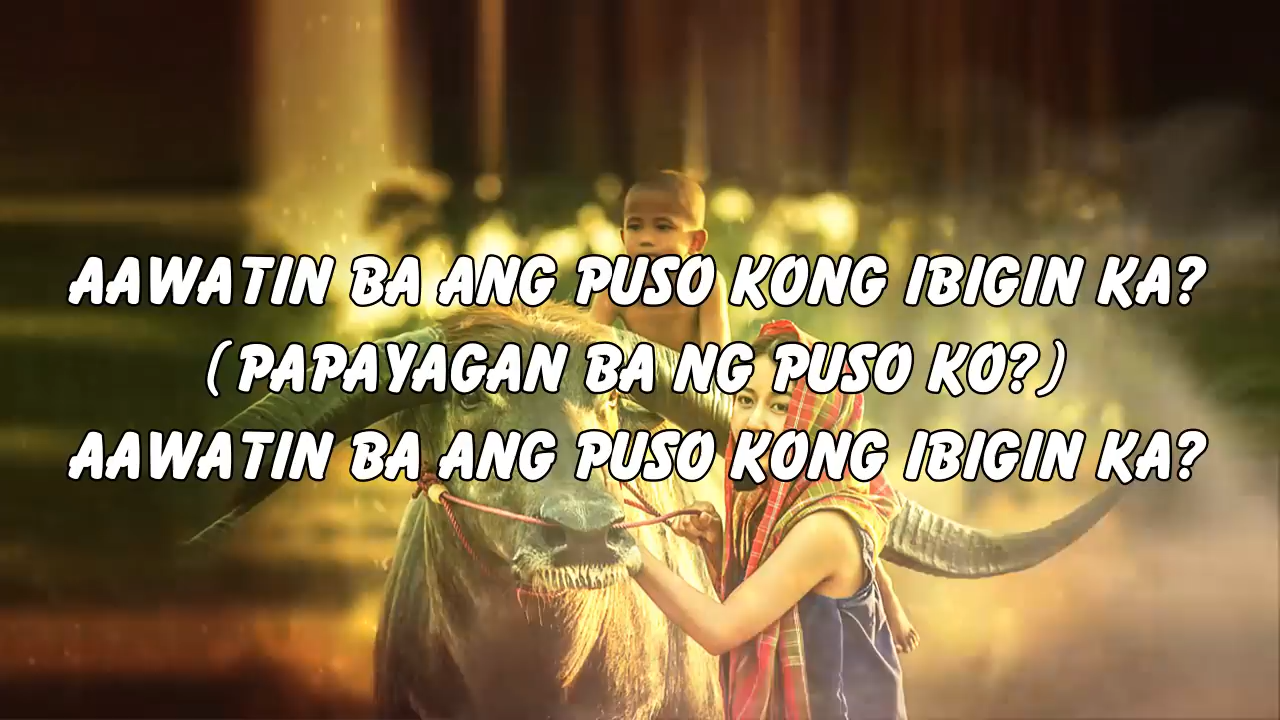 AAWATIN BA ANG PUSO KONG IBIGIN KA?
(PAPAYAGAN BA NG PUSO KO?)
AAWATIN BA ANG PUSO KONG IBIGIN KA?